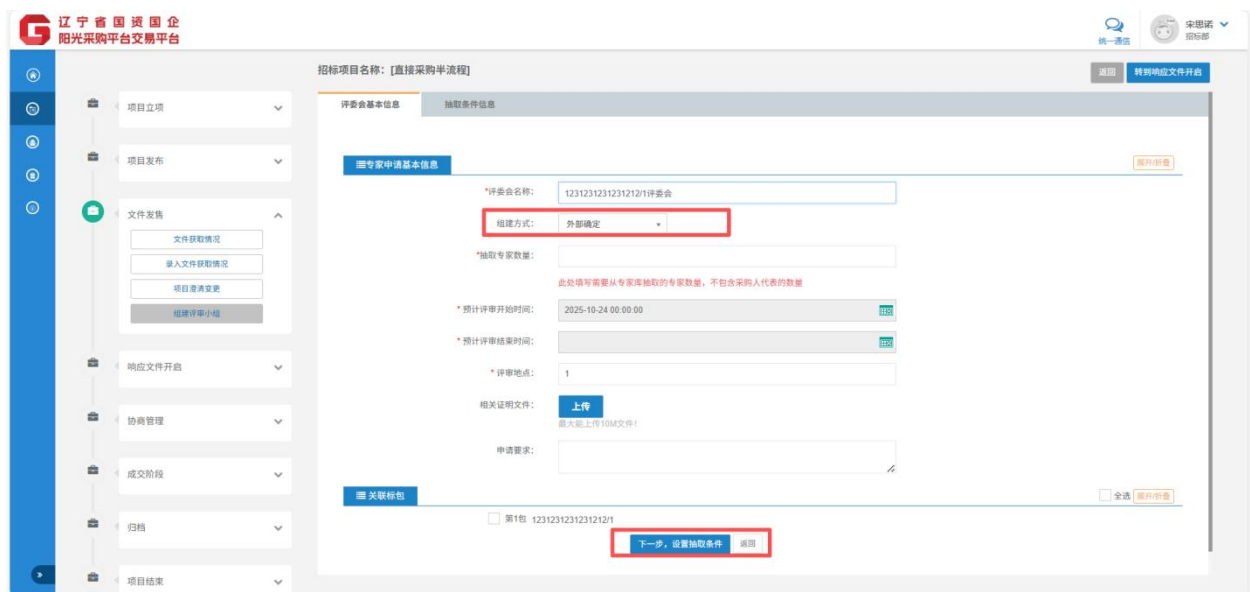 辽宁省国资国企
阳光采购平台交易平台
统一通信
宋思诺
招标部
招标项目名称：[直接采购半流程]
返回
转到响应文件开启
项目立项
项目发布
文件发售
文件获取情况
录入文件获取情况
项目澄清变更
组建评审小组
响应文件开启
协商管理
成交阶段
归档
项目结束
评委会基本信息
抽取条件信息
专家申请基本信息
展开/折叠
*评委会名称：
1231231231231212/1评委会
组建方式：
外部确定
*抽取专家数量：
此处填写需要从专家库抽取的专家数量，不包含采购人代表的数量
* 预计评审开始时间：
2025-10-24 00:00:00
* 预计评审结束时间：
* 评审地点：
1
相关证明文件：
上传
最大能上传10M文件！
申请要求：
关联标包
全选
展开/折叠
第1包 1231231231231212/1
下一步，设置抽取条件
返回